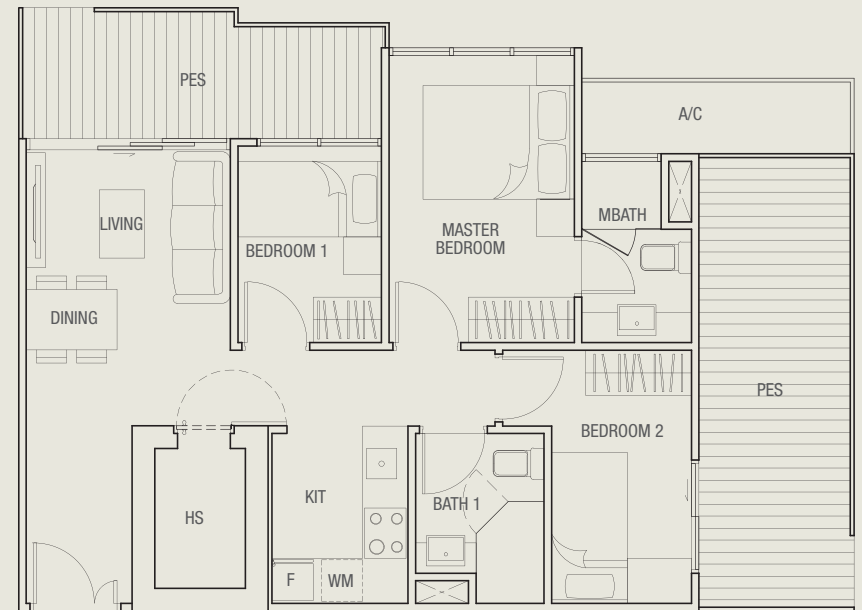 PES
A/C
LIVING
MBATH
MASTER
BEDROOM
BEDROOM 1
DINING
PES
BEDROOM 2
KIT
BATH 1
HS
F
WM